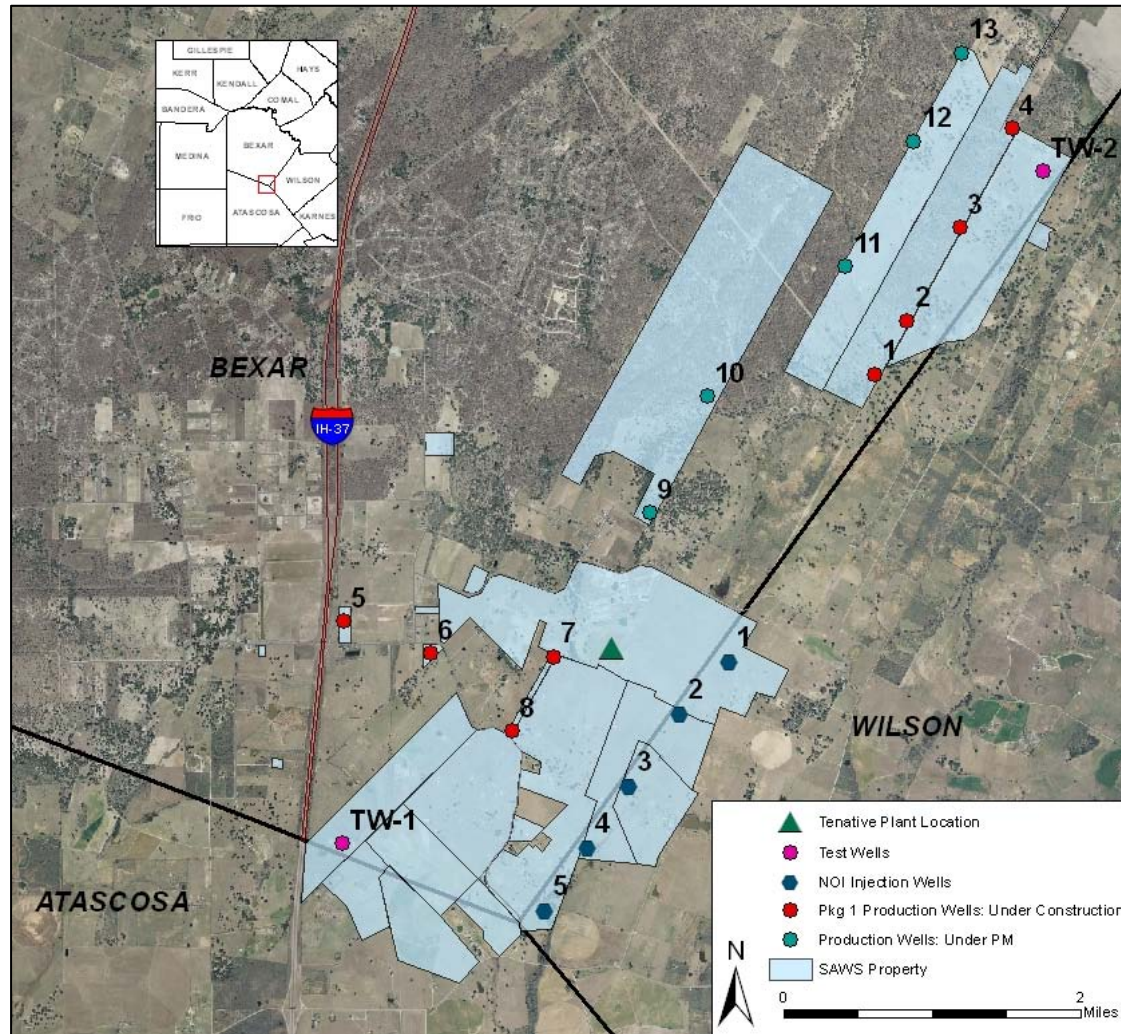 GILLESPIE
HAYS
KERR
KENDALL
COMAL
BANDERA
BEXAR
MEDINA
WILSON
ATASCOSA
FRIO
KARNES
13
12
4
TW-2
3
11
2
1
BEXAR
10
IH-37
9
5
6
7
1
2
WILSON
8
3
TW-1
4
5
ATASCOSA
Tenative Plant Location
Test Wells
NOI Injection Wells
Pkg 1 Production Wells: Under Construction
Production Wells: Under PM
SAWS Property
N
0 2
Miles